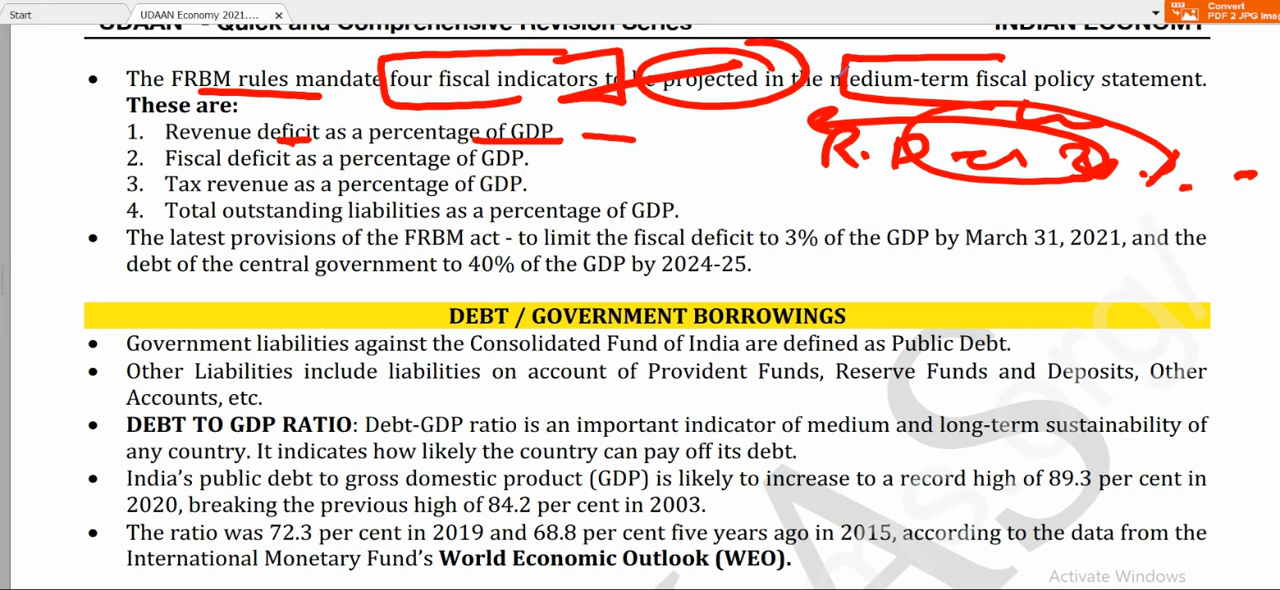 Start
UDAAN Economy 2021.... ×
Convert
PDF 2 JPG Imag
UDAAN - Quick and Comprehensive Revision Series INDIAN ECONOMY
• The FRBM rules mandate four fiscal indicators to be projected in the medium-term fiscal policy statement.
These are:
1. Revenue deficit as a percentage of GDP
2. Fiscal deficit as a percentage of GDP.
3. Tax revenue as a percentage of GDP.
4. Total outstanding liabilities as a percentage of GDP.
R. D
• The latest provisions of the FRBM act - to limit the fiscal deficit to 3% of the GDP by March 31, 2021, and the
debt of the central government to 40% of the GDP by 2024-25.
DEBT / GOVERNMENT BORROWINGS
• Government liabilities against the Consolidated Fund of India are defined as Public Debt.
• Other Liabilities include liabilities on account of Provident Funds, Reserve Funds and Deposits, Other
Accounts, etc.
• DEBT TO GDP RATIO: Debt-GDP ratio is an important indicator of medium and long-term sustainability of
any country. It indicates how likely the country can pay off its debt.
• India's public debt to gross domestic product (GDP) is likely to increase to a record high of 89.3 per cent in
2020, breaking the previous high of 84.2 per cent in 2003.
• The ratio was 72.3 per cent in 2019 and 68.8 per cent five years ago in 2015, according to the data from the
International Monetary Fund's World Economic Outlook (WEO).
Activate Windows